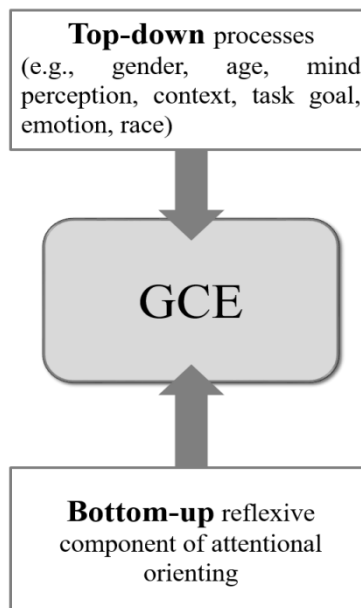 Top-down processes
(e.g., gender, age, mind
perception, context, task goal,
emotion, race)
GCE
Bottom-up reflexive
component of attentional
orienting